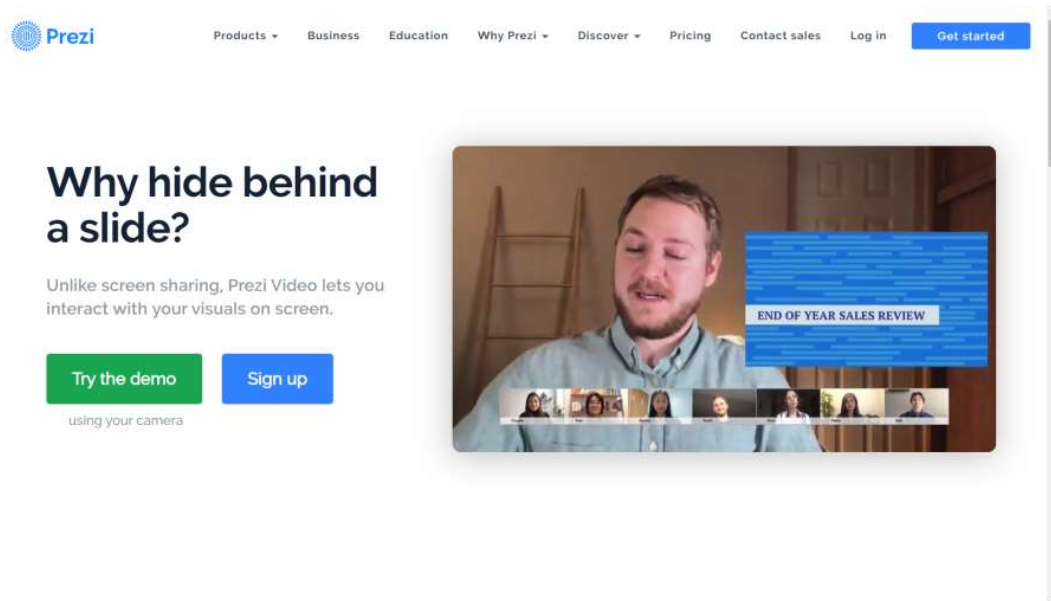 Prezi
Products
Business
Education
Why Prezi
Discover
Pricing
Contact sales
Log in
Get started
Why hide behind
a slide?
Unlike screen sharing, Prezi Video lets you
interact with your visuals on screen.
Try the demo
Sign up
using your camera
END OF YEAR SALES REVIEW